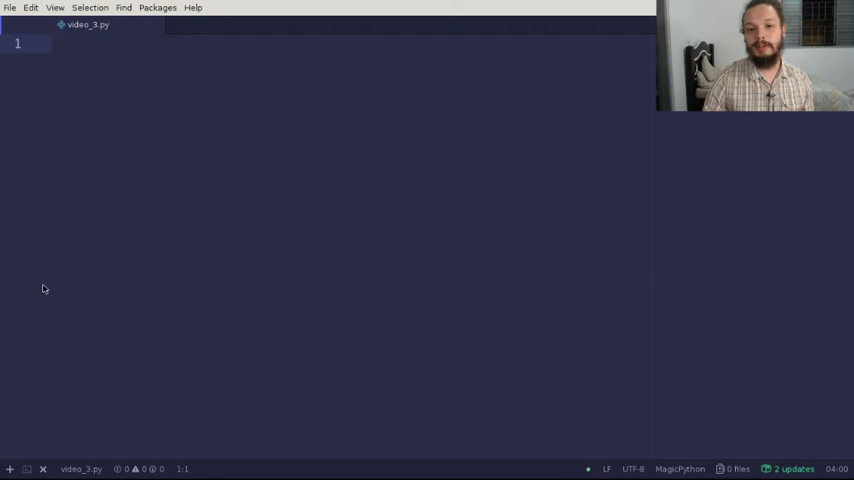 File Edit View Selection Find Packages Help
video_3.py
1
video_3.py 0 0 0 1:1 LF UTF-8 MagicPython 0 files 2 updates 04:00